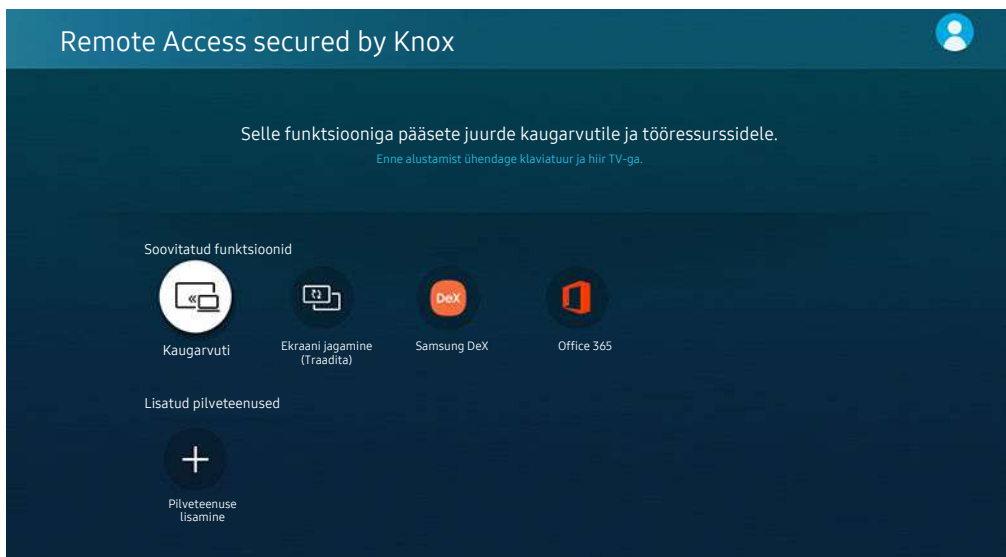 Remote Access secured by Knox
Selle funktsiooniga pääsete juurde kaugarvutile ja tööressurssidele.
Enne alustamist ühendage klaviatuur ja hiir TV-ga.
Soovitatud funktsioonid
DeX
Kaugarvuti
Ekraani jagamine
(Traadita)
Samsung DeX
Office 365
Lisatud pilveteenused
Pilveteenuse
lisamine